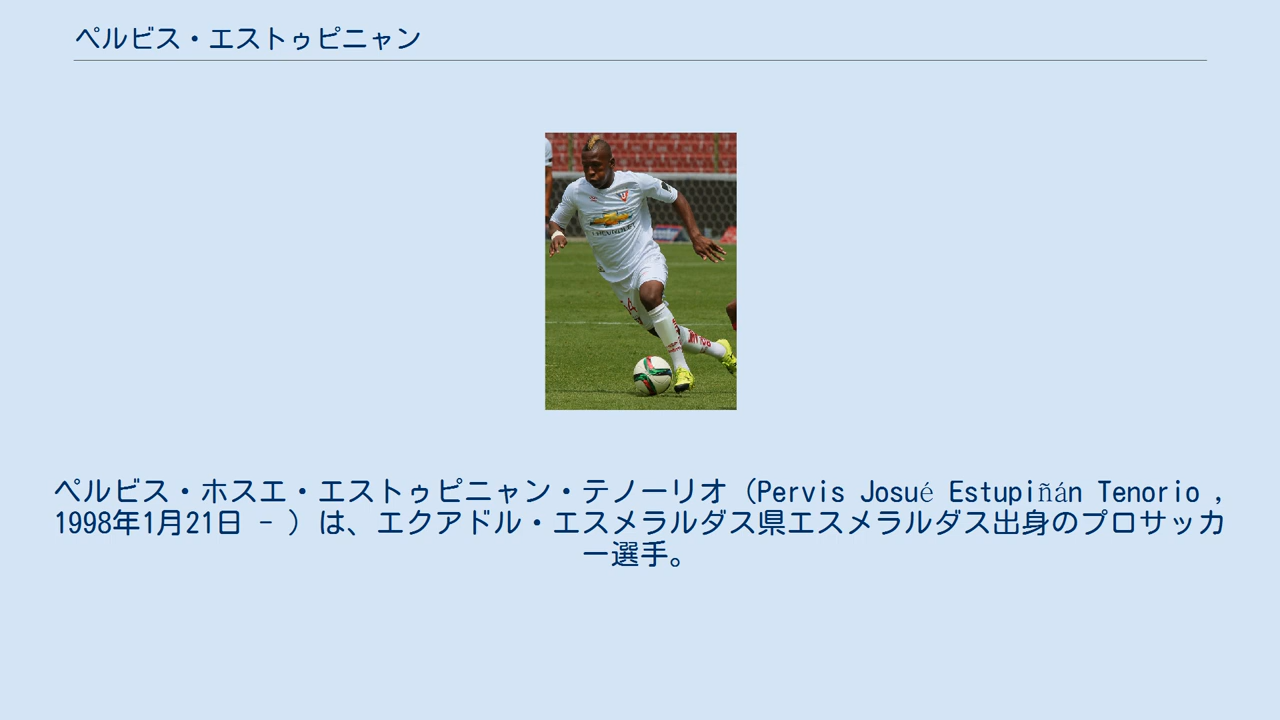 ペルビス・エストゥピニャン
CHEVROLET
ペルビス・ホスエ・エストゥピニャン・テノーリオ（Pervis Josué Estupiñán Tenorio ,
1998年1月21日 - ）は、エクアドル・エスメラルダス県エスメラルダス出身のプロサッカ
ー選手。